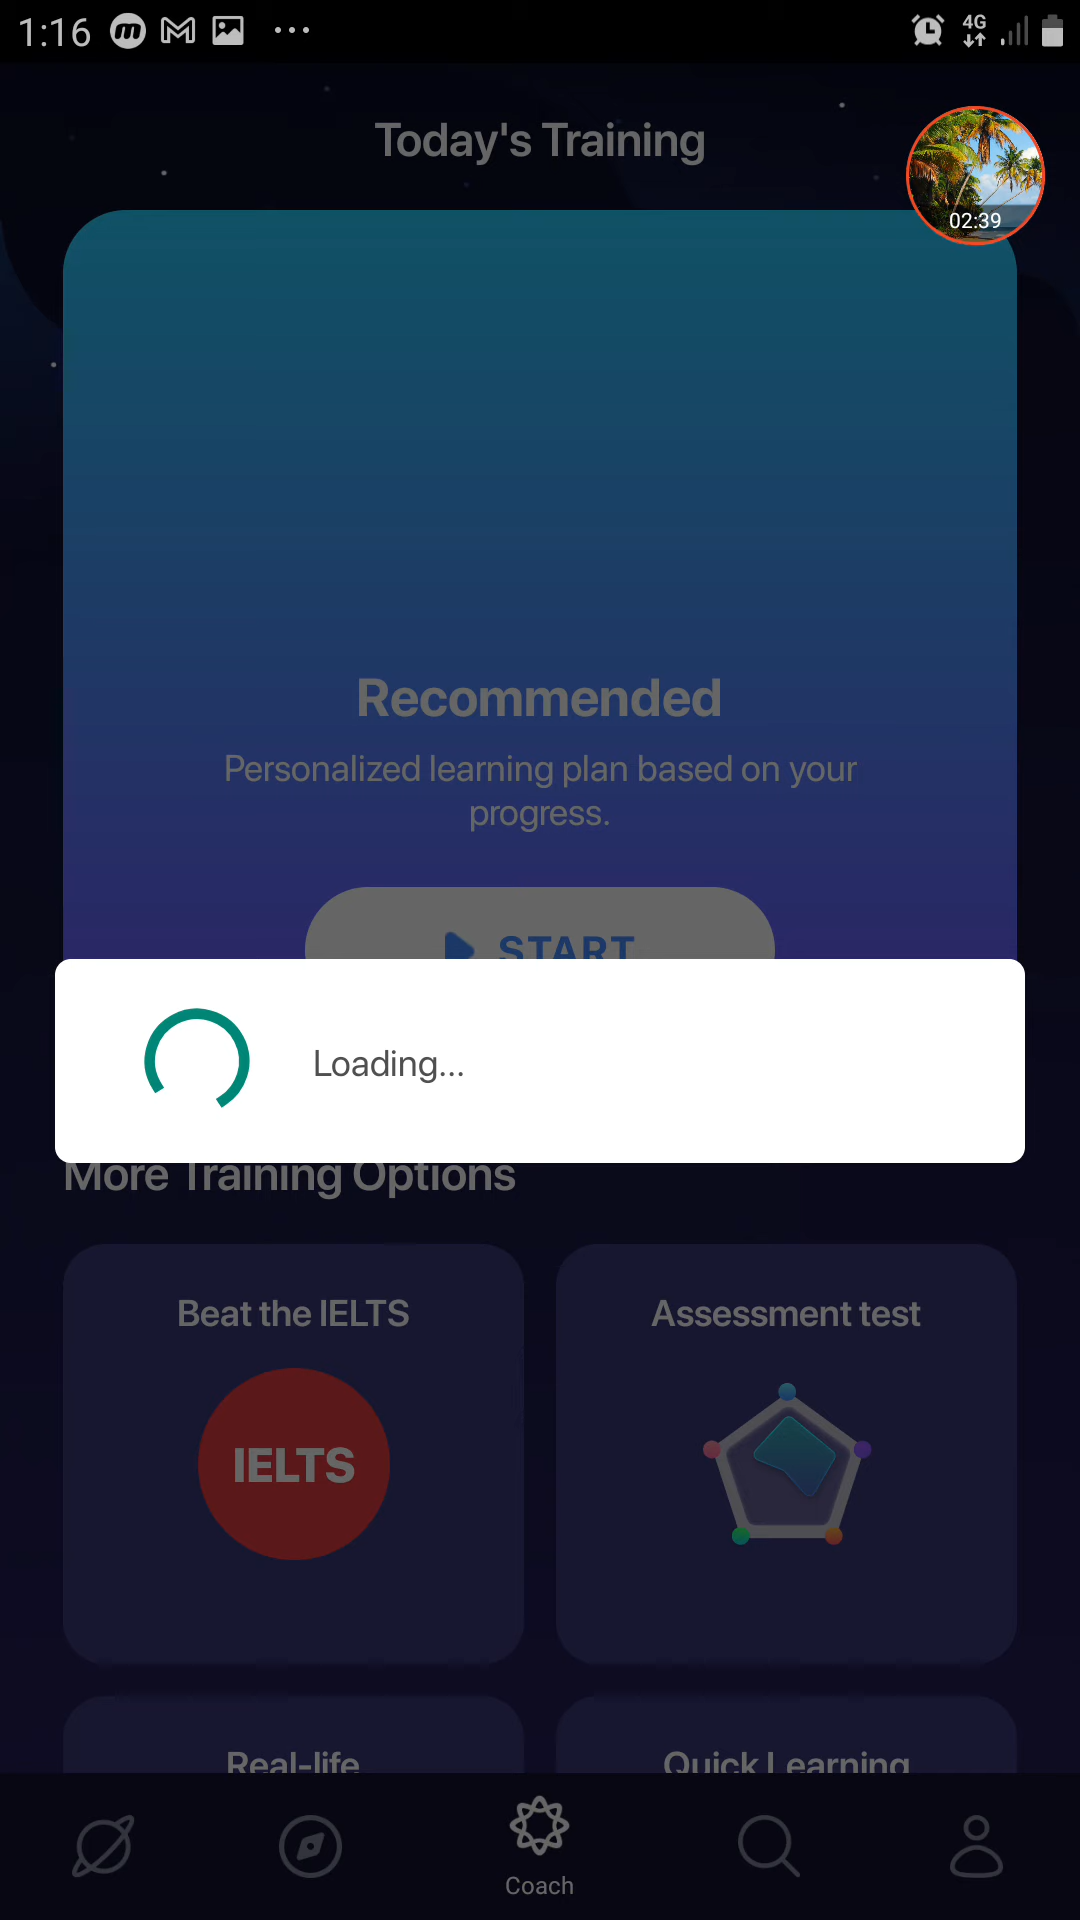 1:16
4G
Today's Training
02:39
Recommended
Personalized learning plan based on your
progress.
START
Loading...
More Training Options
Beat the IELTS
Assessment test
IELTS
Real-life
Quick Learning
Coach